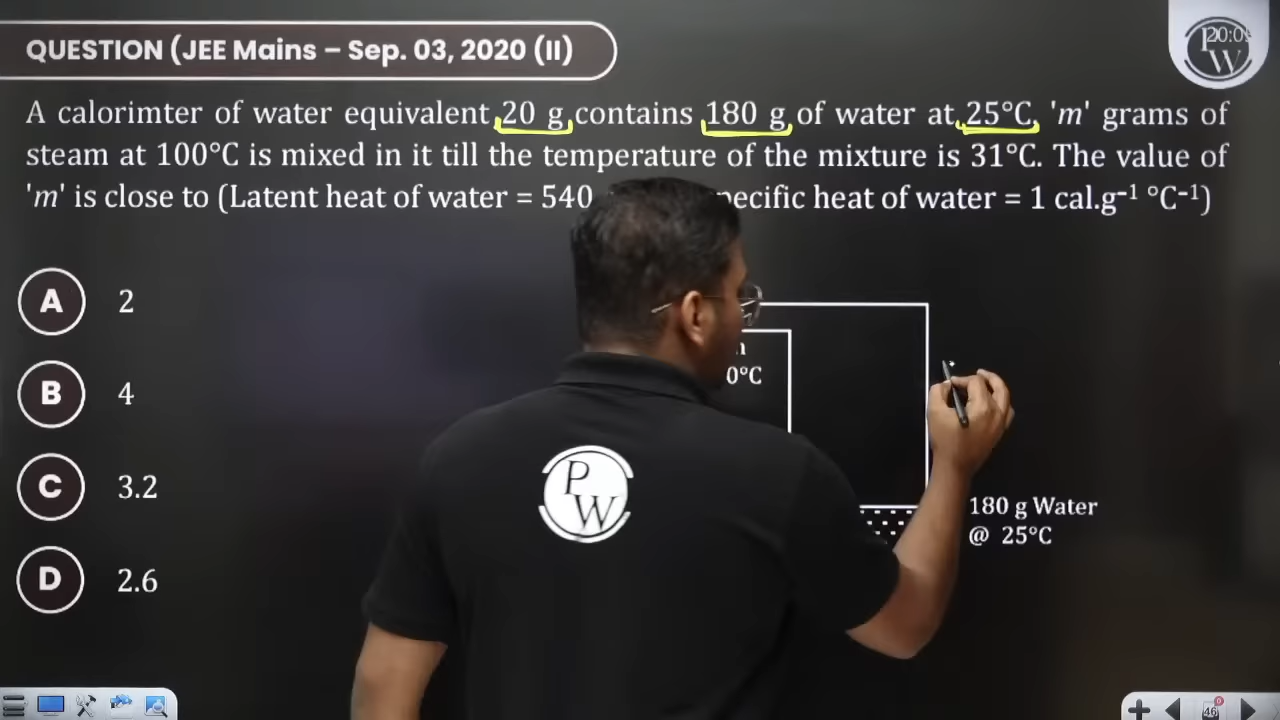 QUESTION (JEE Mains – Sep. 03, 2020 (II)
A calorimter of water equivalent 20 g contains 180 g of water at 25°C, 'm' grams of
steam at 100°C is mixed in it till the temperature of the mixture is 31°C. The value of
'm' is close to (Latent heat of water = 540 heat of water = 1 cal.g⁻¹ °C⁻¹)
A 2
B 4
C 3.2
D 2.6
0°C
180 g Water
@ 25°C
P
W
PW
46